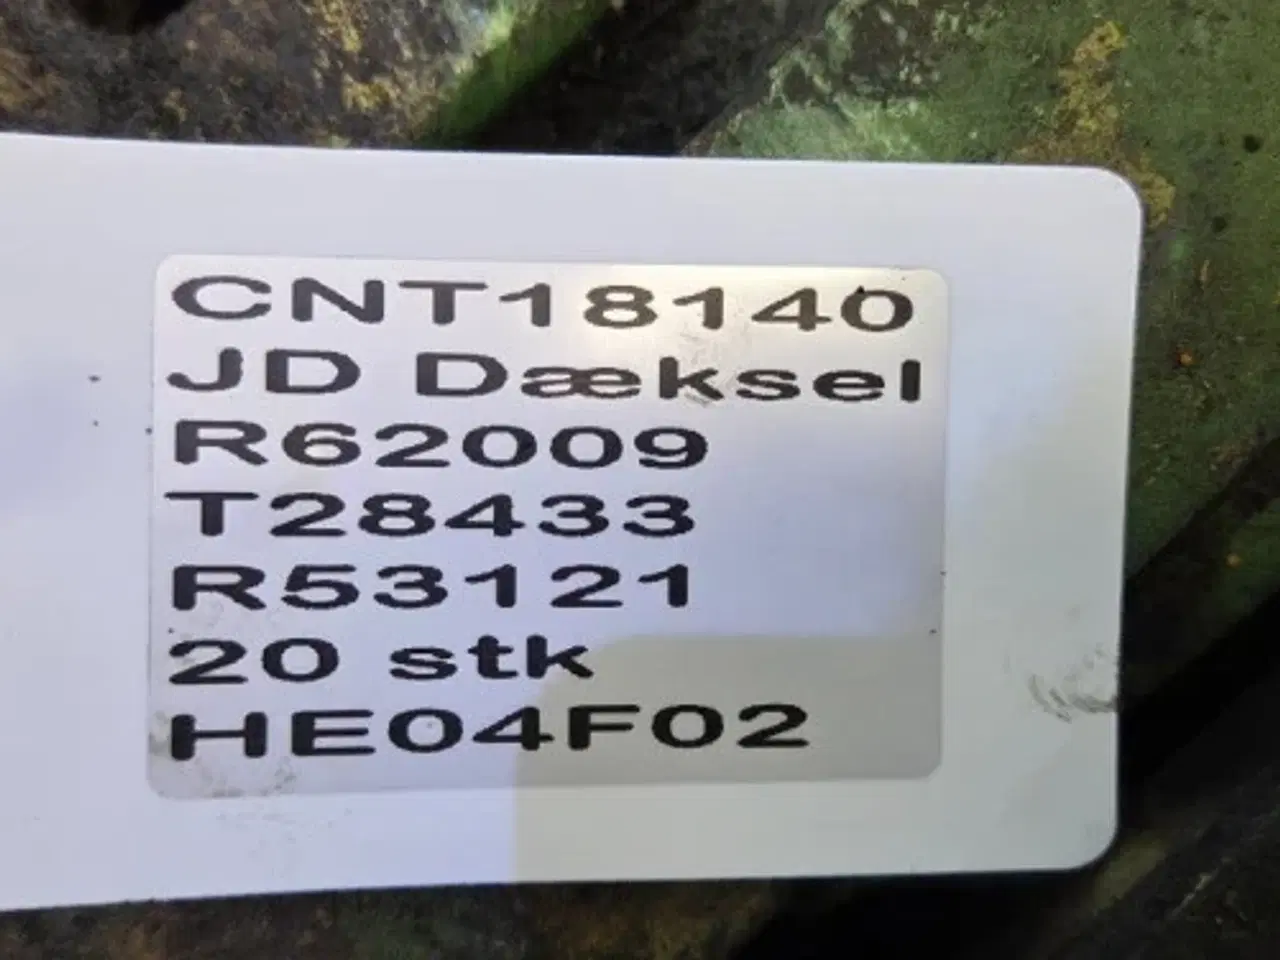 CNT18140
JD Dæksel
R62009
T28433
R53121
20 stk
HE04F02